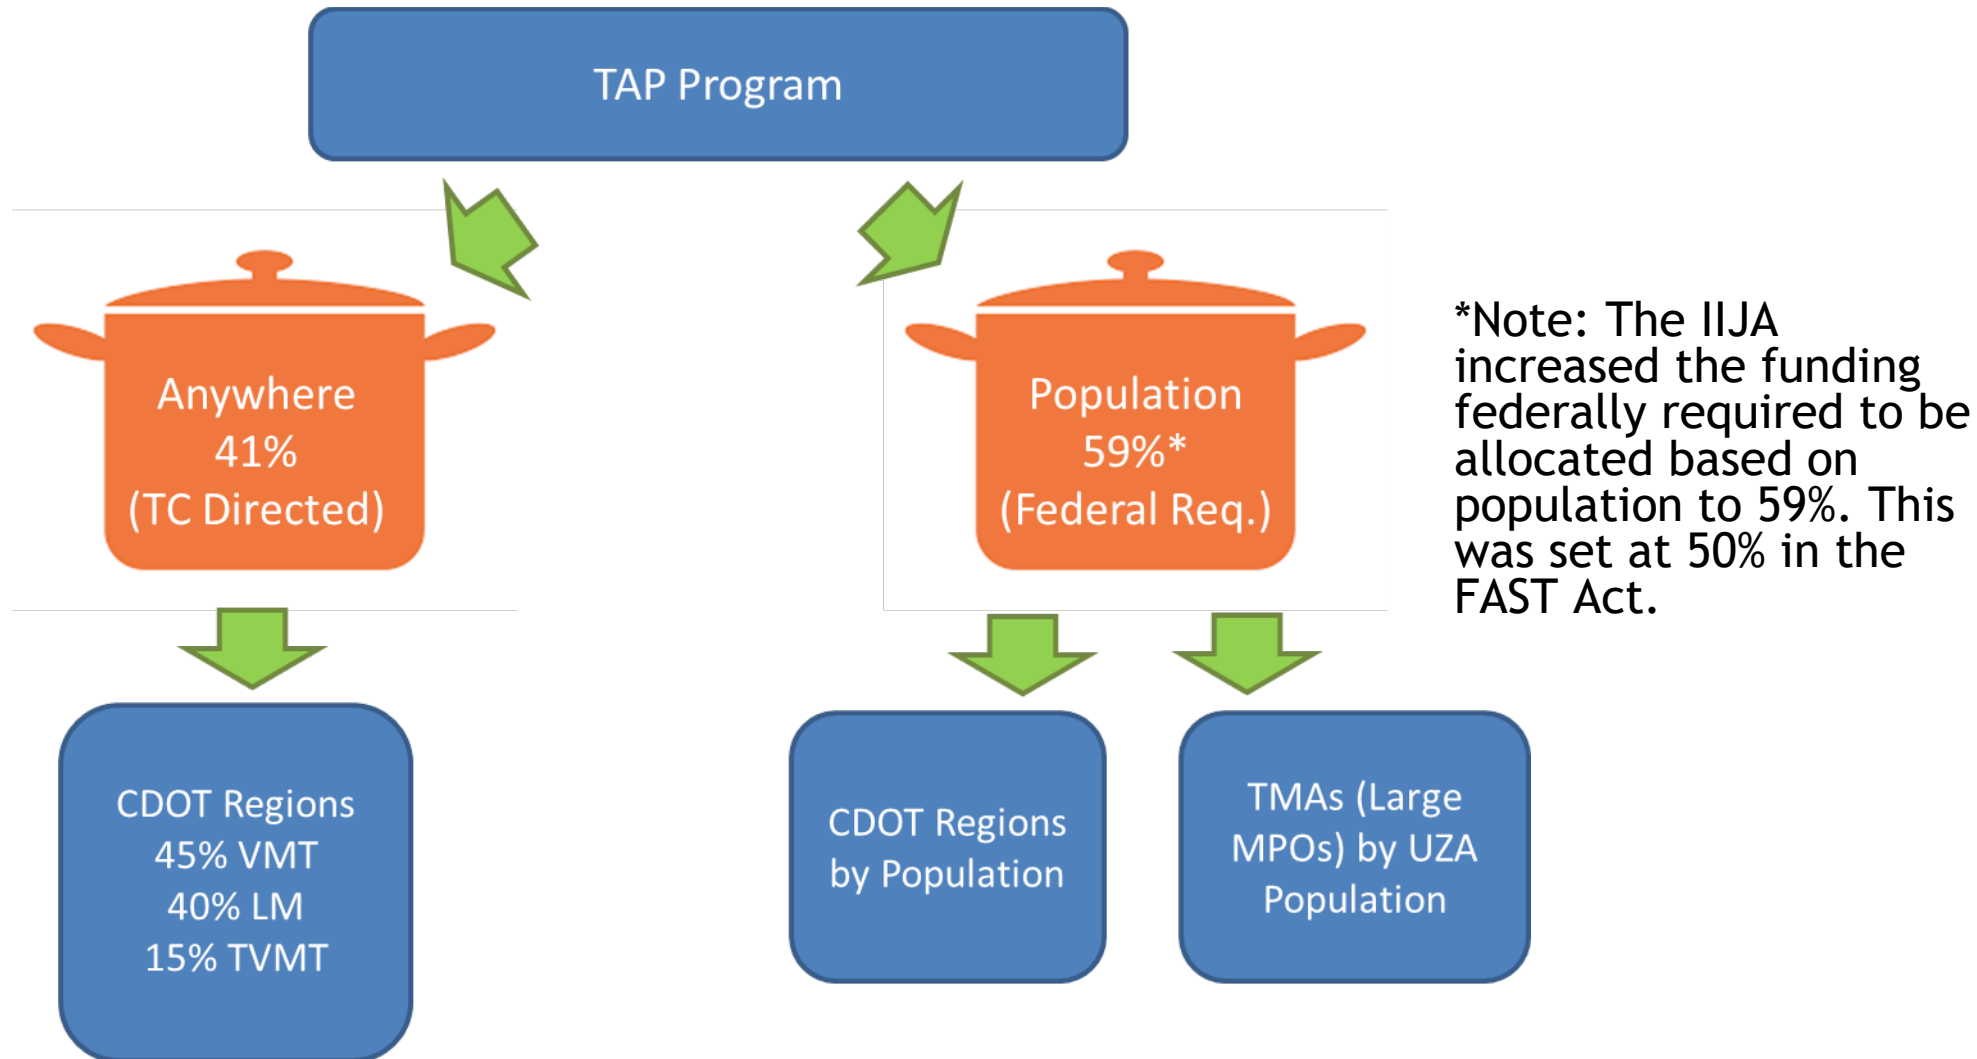 TAP Program
Anywhere
41%
(TC Directed)
Population
59%*
(Federal Req.)
*Note: The IIJA
increased the funding
federally required to be
allocated based on
population to 59%. This
was set at 50% in the
FAST Act.
CDOT Regions
45% VMT
40% LM
15% TVMT
CDOT Regions
by Population
TMAs (Large
MPOs) by UZA
Population